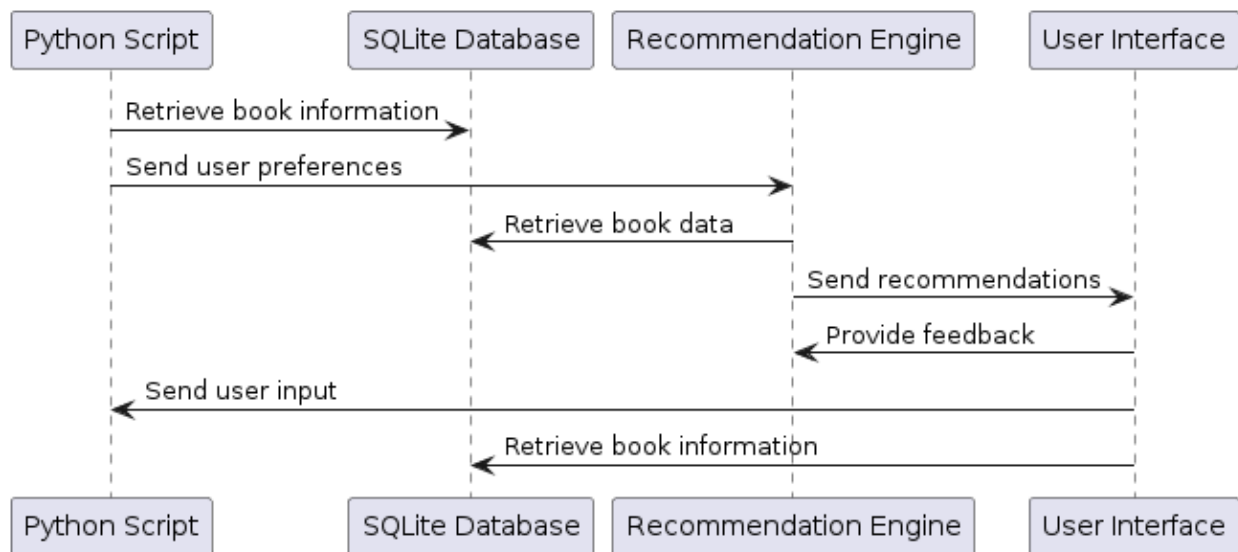 Python Script SQLite Database Recommendation Engine User Interface
Retrieve book information
Send user preferences
Retrieve book data
Send recommendations
Provide feedback
Send user input
Retrieve book information
Python Script SQLite Database Recommendation Engine User Interface